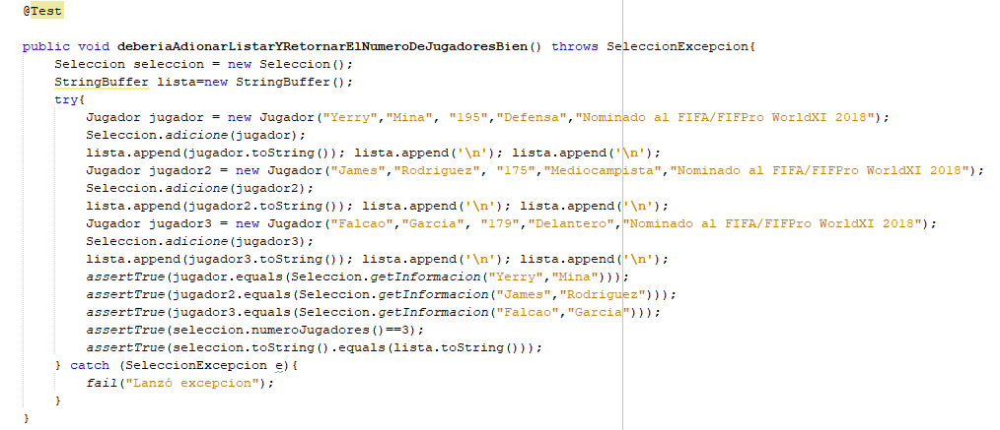 @Test
public void deberiaAdionarListarYRetornarElNumeroDeJugadoresBien() throws SeleccionExcepcion{
Seleccion seleccion = new Seleccion();
StringBuffer lista=new StringBuffer();
try{
Jugador jugador = new Jugador("Yerry","Mina", "195","Defensa","Nominado al FIFA/FIFPro WorldXI 2018");
Seleccion.adicione(jugador);
lista.append(jugador.toString()); lista.append('\n'); lista.append('\n');
Jugador jugador2 = new Jugador("James","Rodriguez", "175","Mediocampista","Nominado al FIFA/FIFPro WorldXI 2018");
Seleccion.adicione(jugador2);
lista.append(jugador2.toString()); lista.append('\n'); lista.append('\n');
Jugador jugador3 = new Jugador("Falcao","Garcia", "179","Delantero","Nominado al FIFA/FIFPro WorldXI 2018");
Seleccion.adicione(jugador3);
lista.append(jugador3.toString()); lista.append('\n'); lista.append('\n');
assertTrue(jugador.equals(Seleccion.getInformacion("Yerry","Mina")));
assertTrue(jugador2.equals(Seleccion.getInformacion("James","Rodriguez")));
assertTrue(jugador3.equals(Seleccion.getInformacion("Falcao","Garcia")));
assertTrue(seleccion.numeroJugadores()==3);
assertTrue(seleccion.toString().equals(lista.toString()));
} catch (SeleccionExcepcion e){
fail("Lanzó excepcion");
}
}